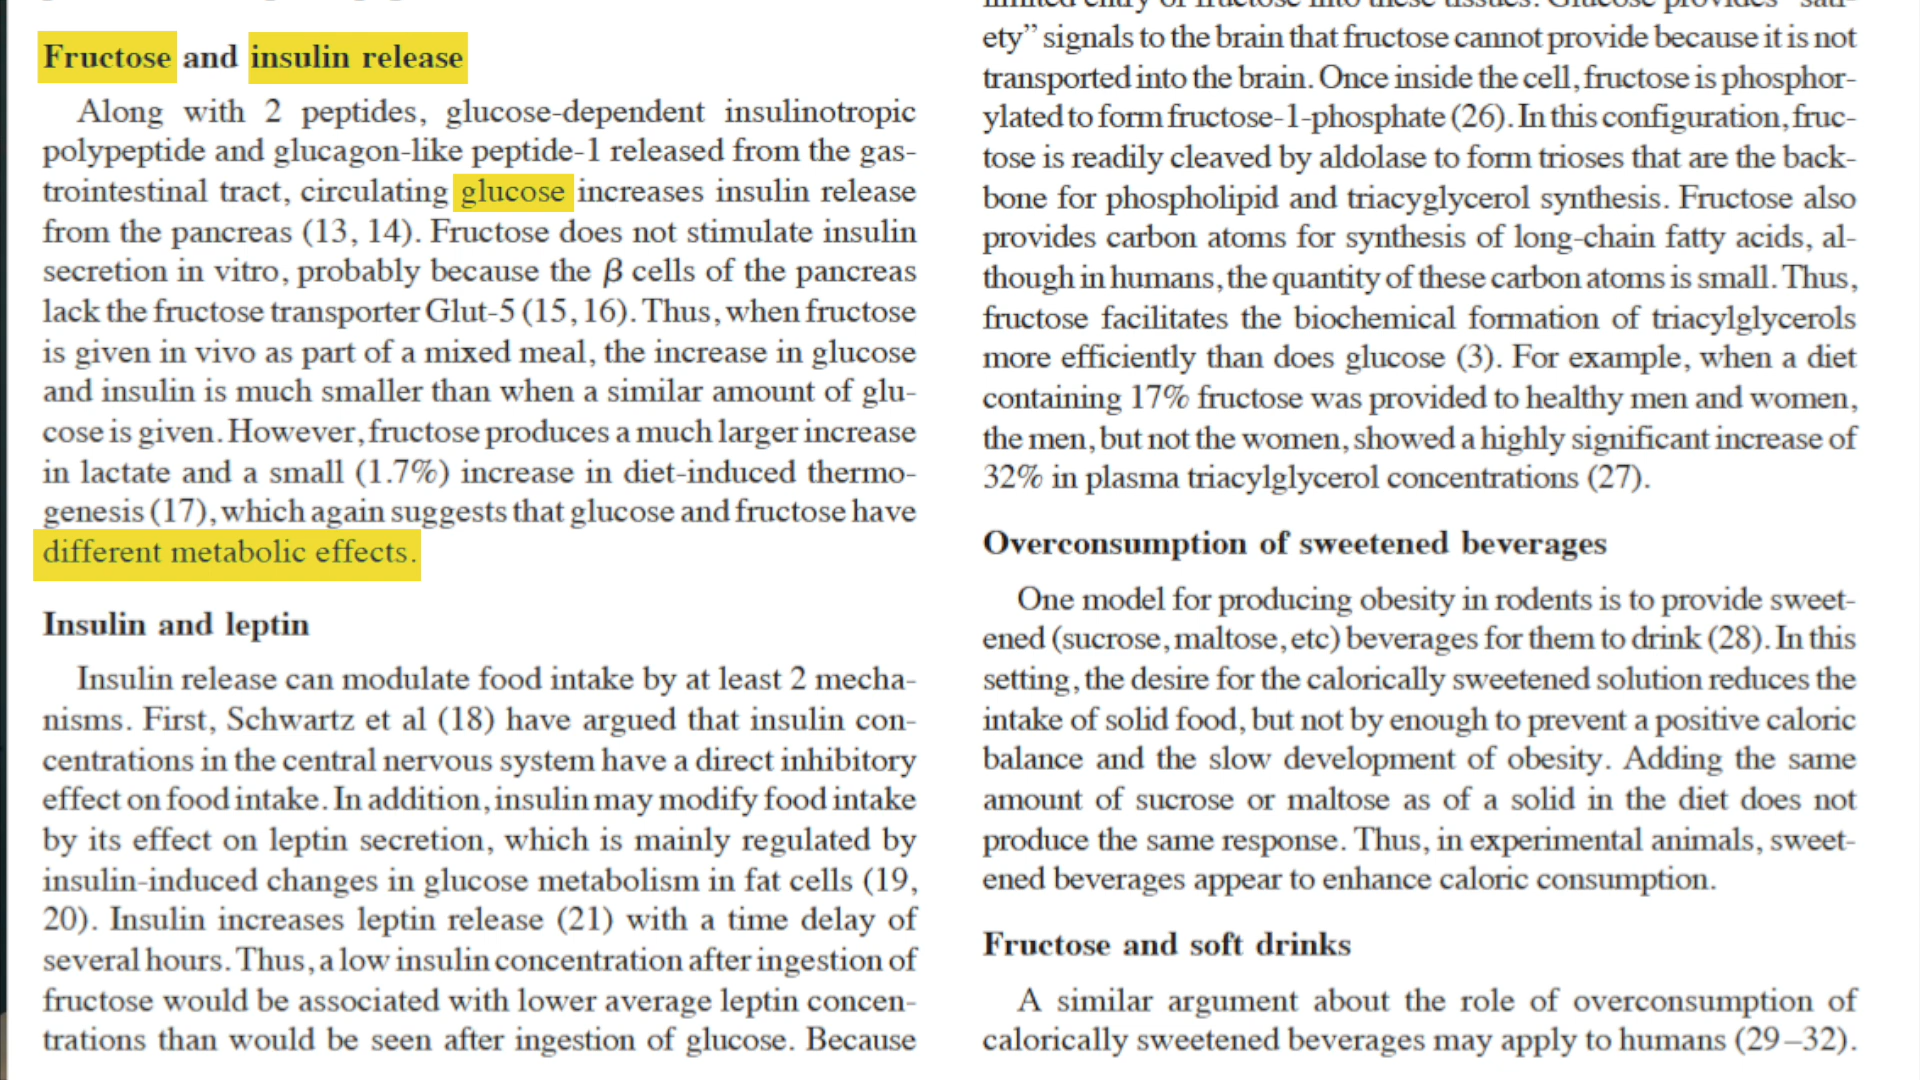 Fructose and insulin release
Along with 2 peptides, glucose-dependent insulinotropic
polypeptide and glucagon-like peptide-1 released from the gas-
trointestinal tract, circulating glucose increases insulin release
from the pancreas (13, 14). Fructose does not stimulate insulin
secretion in vitro, probably because the β cells of the pancreas
lack the fructose transporter Glut-5 (15, 16). Thus, when fructose
is given in vivo as part of a mixed meal, the increase in glucose
and insulin is much smaller than when a similar amount of glu-
cose is given. However, fructose produces a much larger increase
in lactate and a small (1.7%) increase in diet-induced thermo-
genesis (17), which again suggests that glucose and fructose have
different metabolic effects.
Insulin and leptin
Insulin release can modulate food intake by at least 2 mecha-
nisms. First, Schwartz et al (18) have argued that insulin con-
centrations in the central nervous system have a direct inhibitory
effect on food intake. In addition, insulin may modify food intake
by its effect on leptin secretion, which is mainly regulated by
insulin-induced changes in glucose metabolism in fat cells (19,
20). Insulin increases leptin release (21) with a time delay of
several hours. Thus, a low insulin concentration after ingestion of
fructose would be associated with lower average leptin concen-
trations than would be seen after ingestion of glucose. Because
limited entry of fructose into these tissues. Glucose provides “sati-
ety” signals to the brain that fructose cannot provide because it is not
transported into the brain. Once inside the cell, fructose is phosphor-
ylated to form fructose-1-phosphate (26). In this configuration, fruc-
tose is readily cleaved by aldolase to form trioses that are the back-
bone for phospholipid and triacyglycerol synthesis. Fructose also
provides carbon atoms for synthesis of long-chain fatty acids, al-
though in humans, the quantity of these carbon atoms is small. Thus,
fructose facilitates the biochemical formation of triacylglycerols
more efficiently than does glucose (3). For example, when a diet
containing 17% fructose was provided to healthy men and women,
the men, but not the women, showed a highly significant increase of
32% in plasma triacylglycerol concentrations (27).
Overconsumption of sweetened beverages
One model for producing obesity in rodents is to provide sweet-
ened (sucrose, maltose, etc) beverages for them to drink (28). In this
setting, the desire for the calorically sweetened solution reduces the
intake of solid food, but not by enough to prevent a positive caloric
balance and the slow development of obesity. Adding the same
amount of sucrose or maltose as of a solid in the diet does not
produce the same response. Thus, in experimental animals, sweet-
ened beverages appear to enhance caloric consumption.
Fructose and soft drinks
A similar argument about the role of overconsumption of
calorically sweetened beverages may apply to humans (29–32).